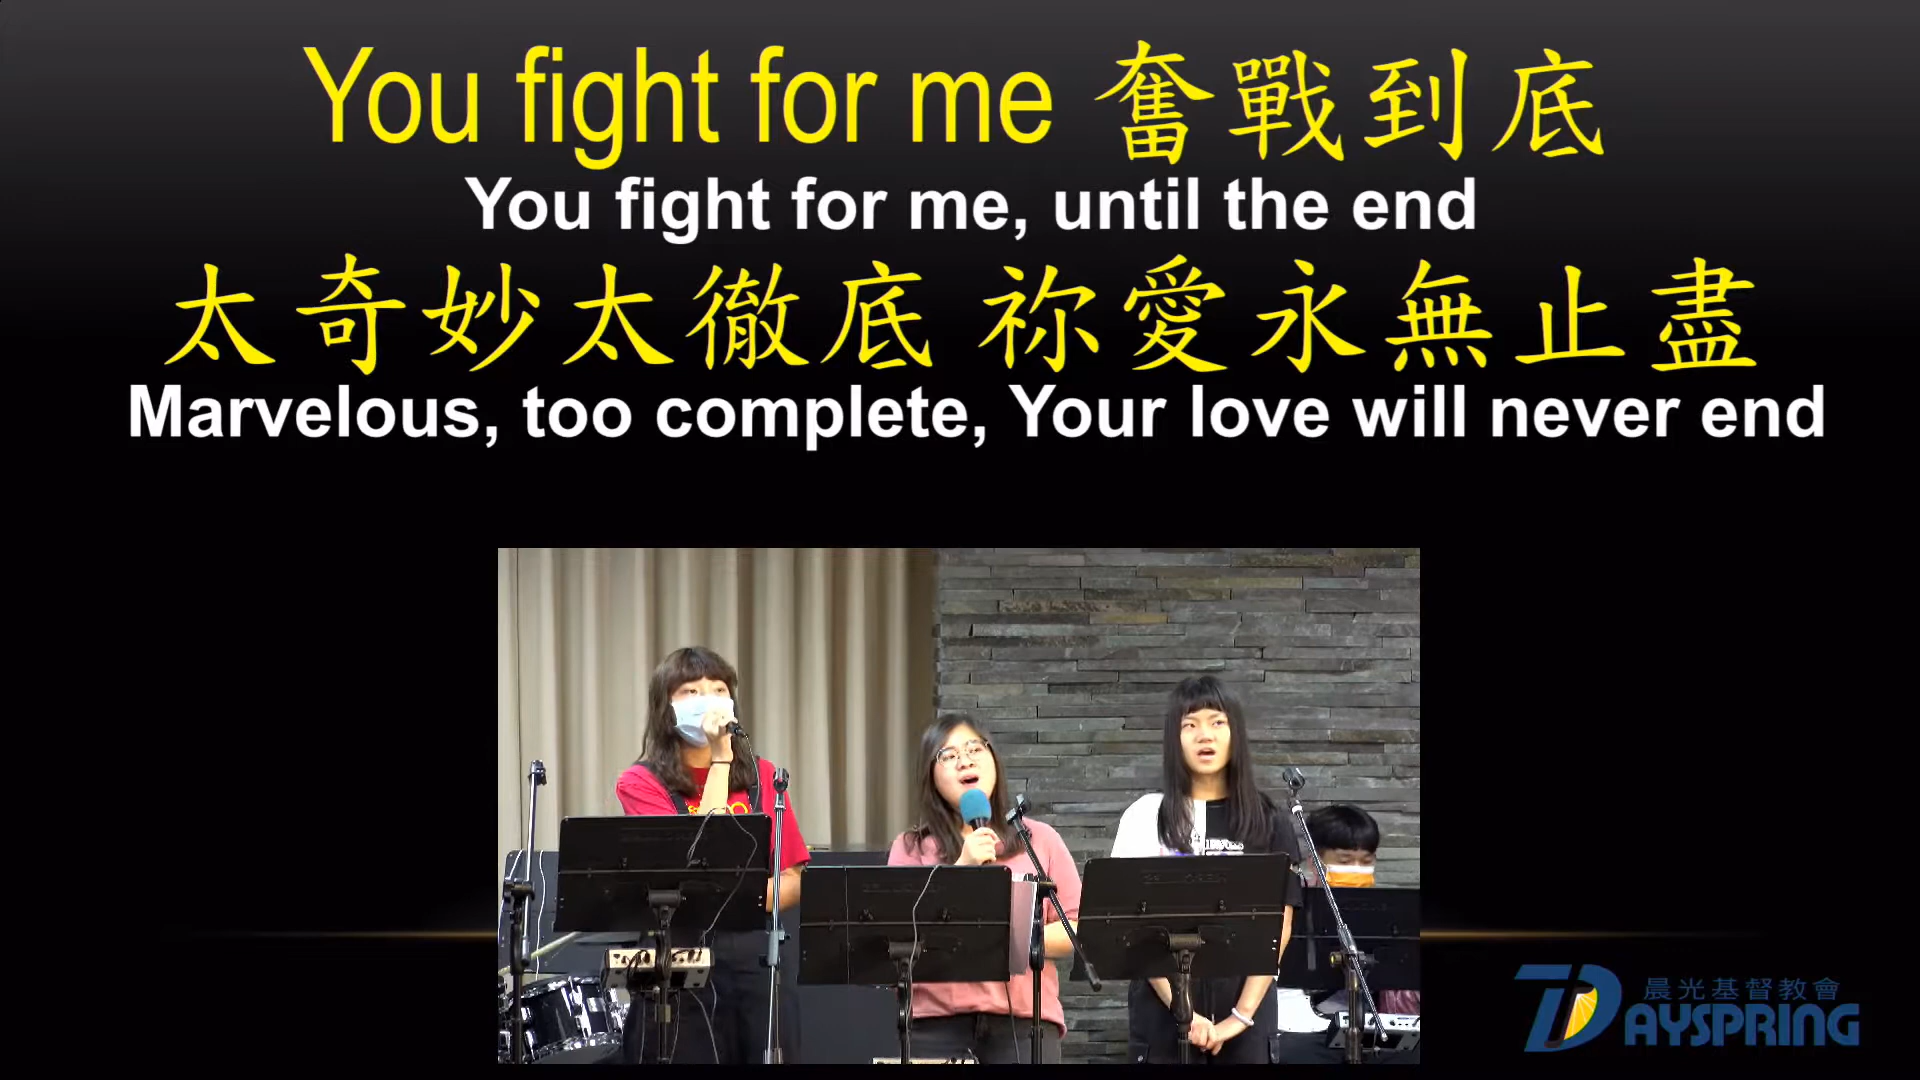 You fight for me 奮戰到底
You fight for me, until the end
太奇妙太徹底 祢愛永無止盡
Marvelous, too complete, Your love will never end
晨光基督教會
DAYSPRING